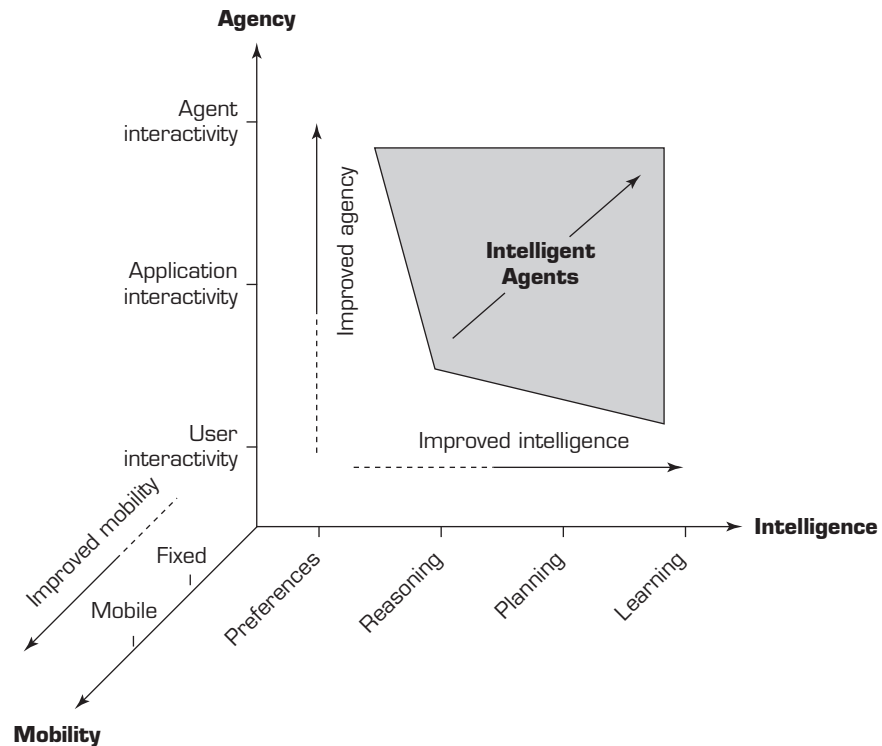 Agency
Agent
interactivity
Application
interactivity
User
interactivity
Improved agency
Intelligent
Agents
Improved intelligence
Intelligence
Preferences
Reasoning
Planning
Learning
Improved mobility
Fixed
Mobile
Mobility